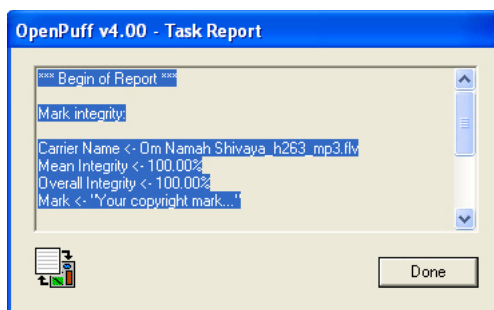 OpenPuff v4.00 - Task Report
*** Begin of Report ***
Mark integrity:
Carrier Name <- Om Namah Shivaya_h263_mp3.flv
Mean Integrity <- 100.00%
Overall Integrity <- 100.00%
Mark <- "Your copyright mark..."
Done